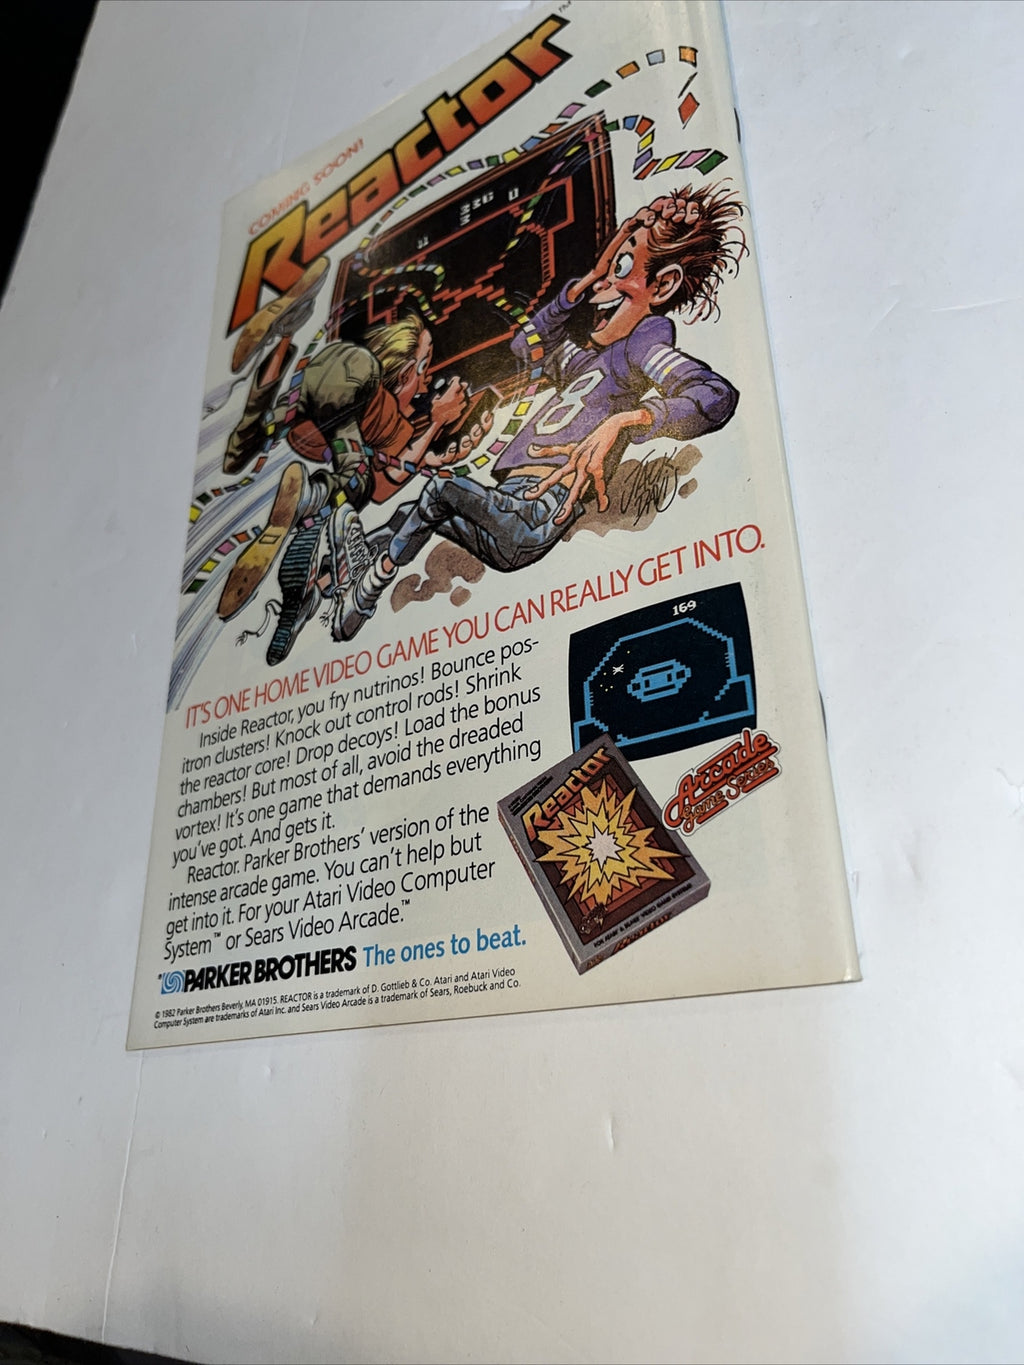 COMING SOON!
Reactor
18
JACK
DAVIS
IT'S ONE HOME VIDEO GAME YOU CAN REALLY GET INTO.
Inside Reactor, you fry nutrinos! Bounce pos-
itron clusters! Knock out control rods! Shrink
the reactor core! Drop decoys! Load the bonus
chambers! But most of all, avoid the dreaded
vortex! It's one game that demands everything
you've got. And gets it.
Reactor. Parker Brothers' version of the
intense arcade game. You can't help but
get into it. For your Atari Video Computer
System™ or Sears Video Arcade.™
169
Arcade
Game Series
Reactor
PARKER BROTHERS The ones to beat.
© 1982 Parker Brothers Beverly, MA 01915. REACTOR is a trademark of D. Gottlieb & Co. Atari and Atari Video
Computer System are trademarks of Atari Inc. and Sears Video Arcade is a trademark of Sears, Roebuck and Co.